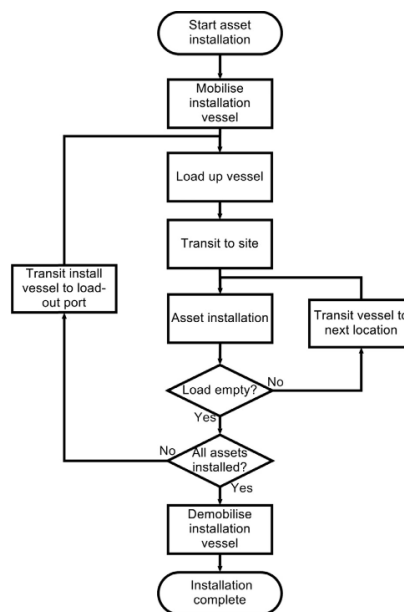 Start asset
installation
Mobilise
installation
vessel
Load up vessel
Transit to site
Transit install
vessel to load-
out port
Asset installation
Transit vessel to
next location
Load empty?
No
Yes
No
All assets
installed?
Yes
Demobilise
installation
vessel
Installation
complete